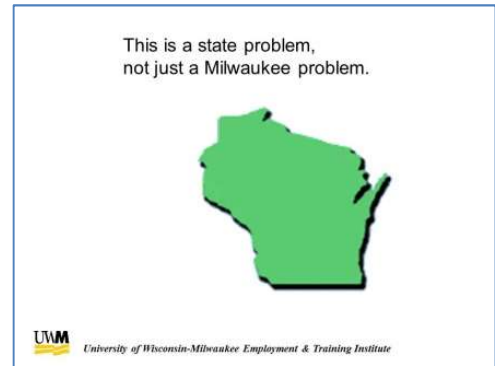 This is a state problem,
not just a Milwaukee problem.
UWM
University of Wisconsin-Milwaukee Employment & Training Institute